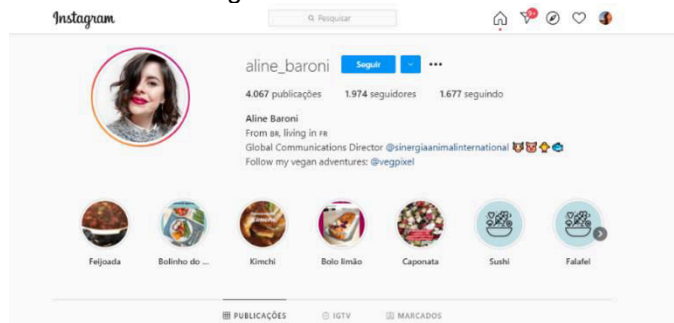 Instagram
Pesquisar
9+
aline_baroni Seguir
4.067 publicações 1.974 seguidores 1.677 seguindo
Aline Baroni
From BR, living in FR
Global Communications Director @sinergiaanimalinternational
Follow my vegan adventures: @vegpixel
Feijoada Bolinho do ... Kimchi Bolo limão Caponata Sushi Falafel
PUBLICAÇÕES IGTV MARCADOS